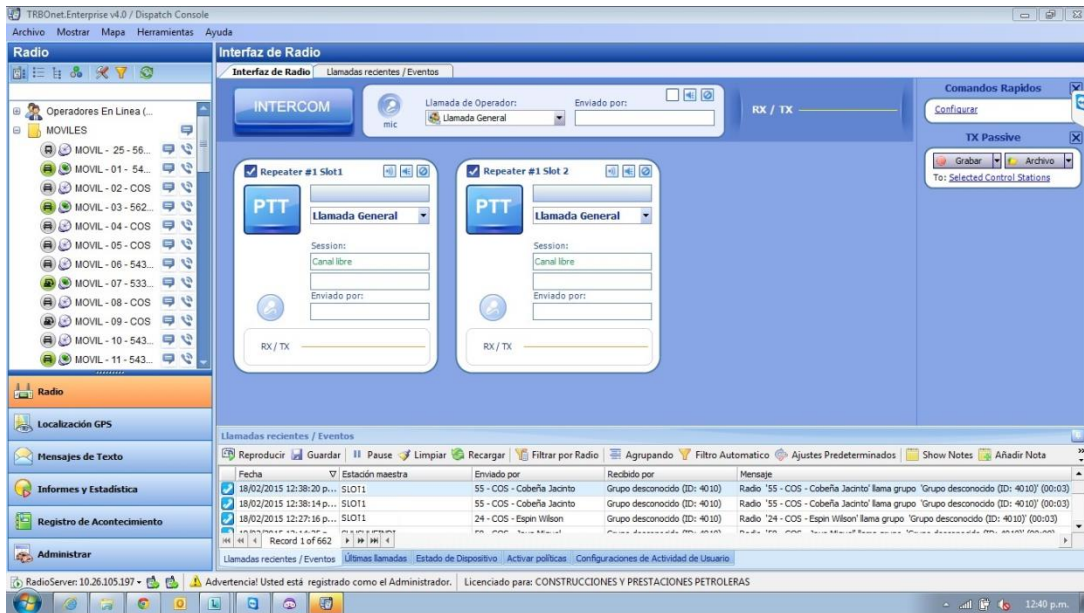 TRBOnet.Enterprise v4.0 / Dispatch Console
Archivo Mostrar Mapa Herramientas Ayuda
Radio
Interfaz de Radio
Interfaz de Radio Llamadas recientes / Eventos
Operadores En Linea (...
MOVILES
MOVIL - 25 - 56...
MOVIL - 01 - 54...
MOVIL - 02 - COS
MOVIL - 03 - 562...
MOVIL - 04 - COS
MOVIL - 05 - COS
MOVIL - 06 - 543...
MOVIL - 07 - 533...
MOVIL - 08 - COS
MOVIL - 09 - COS
MOVIL - 10 - 543...
MOVIL - 11 - 543...
INTERCOM
mic
Llamada de Operador:
Llamada General
Enviado por:
RX / TX
Comandos Rapidos
Configurar
TX Passive
Grabar Archivo
To: Selected Control Stations
Repeater #1 Slot1
PTT
Llamada General
Session:
Canal libre
Enviado por:
RX / TX
Repeater #1 Slot 2
PTT
Llamada General
Session:
Canal libre
Enviado por:
RX / TX
Radio
Localización GPS
Mensajes de Texto
Informes y Estadística
Registro de Acontecimiento
Administrar
Llamadas recientes / Eventos
Reproducir Guardar Pause Limpiar Recargar Filtrar por Radio Agrupando Filtro Automatico Ajustes Predeterminados Show Notes Añadir Nota
Fecha Estación maestra Enviado por Recibido por Mensaje
18/02/2015 12:38:20 p... SLOT1 55 - COS - Cobeña Jacinto Grupo desconocido (ID: 4010) Radio '55 - COS - Cobeña Jacinto' llama grupo 'Grupo desconocido (ID: 4010)' (00:03)
18/02/2015 12:38:14 p... SLOT1 55 - COS - Cobeña Jacinto Grupo desconocido (ID: 4010) Radio '55 - COS - Cobeña Jacinto' llama grupo 'Grupo desconocido (ID: 4010)' (00:03)
18/02/2015 12:27:16 p... SLOT1 24 - COS - Espin Wilson Grupo desconocido (ID: 4010) Radio '24 - COS - Espin Wilson' llama grupo 'Grupo desconocido (ID: 4010)' (00:03)
Record 1 of 662
Llamadas recientes / Eventos Últimas llamadas Estado de Dispositivo Activar políticas Configuraciones de Actividad de Usuario
RadioServer: 10.26.105.197 Advertencia! Usted está registrado como el Administrador. Licenciado para: CONSTRUCCIONES Y PRESTACIONES PETROLERAS
12:40 p.m.